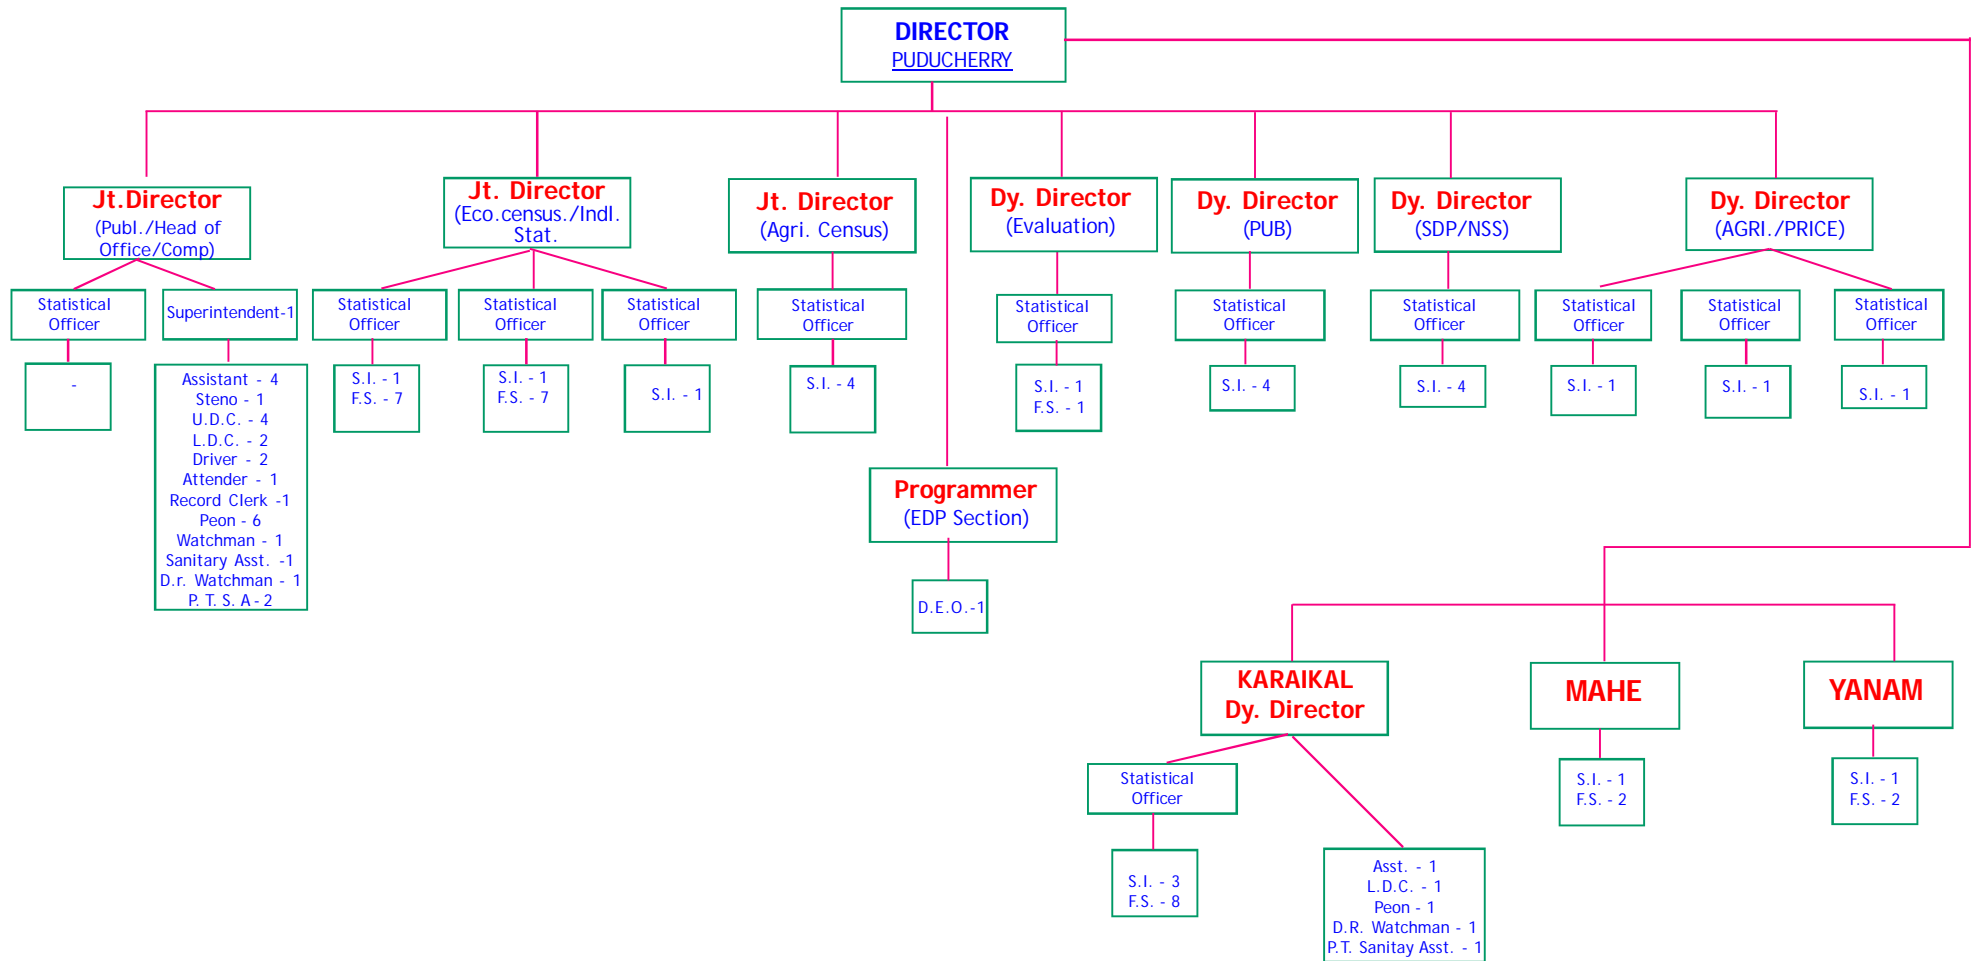 DIRECTOR
PUDUCHERRY
Jt.Director
(Publ./Head of
Office/Comp)
Jt. Director
(Eco.census./Indl.
Stat.
Jt. Director
(Agri. Census)
Dy. Director
(Evaluation)
Dy. Director
(PUB)
Dy. Director
(SDP/NSS)
Dy. Director
(AGRI./PRICE)
Statistical
Officer
Superintendent-1
Statistical
Officer
Statistical
Officer
Statistical
Officer
Statistical
Officer
Statistical
Officer
Statistical
Officer
Statistical
Officer
Statistical
Officer
Statistical
Officer
Statistical
Officer
-
Assistant - 4
Steno - 1
U.D.C. - 4
L.D.C. - 2
Driver - 2
Attender - 1
Record Clerk -1
Peon - 6
Watchman - 1
Sanitary Asst. -1
D.r. Watchman - 1
P.T.S.A- 2
S.I. - 1
F.S. - 7
S.I. - 1
F.S. - 7
S.I. - 1
S.I. - 4
S.I. - 1
F.S. - 1
S.I. - 4
S.I. - 4
S.I. - 1
S.I. - 1
S.I. - 1
Programmer
(EDP Section)
D.E.O.-1
KARAIKAL
Dy. Director
MAHE
YANAM
Statistical
Officer
S.I. - 1
F.S. - 2
S.I. - 1
F.S. - 2
S.I. - 3
F.S. - 8
Asst. - 1
L.D.C. - 1
Peon - 1
D.R. Watchman - 1
P.T. Sanitay Asst. - 1